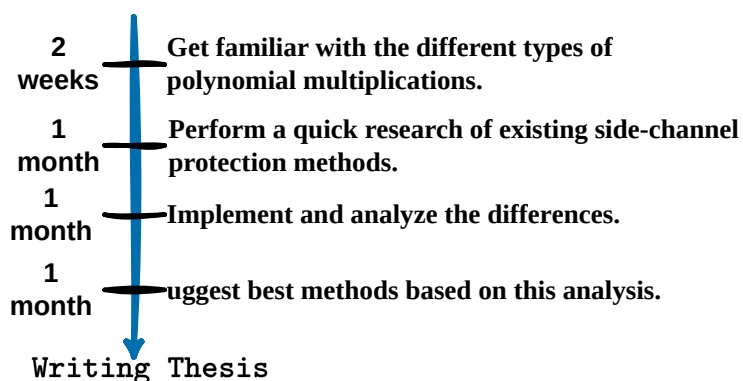 2
weeks
Get familiar with the different types of
polynomial multiplications.
1
month
Perform a quick research of existing side-channel
protection methods.
1
month
Implement and analyze the differences.
1
month
uggest best methods based on this analysis.
Writing Thesis